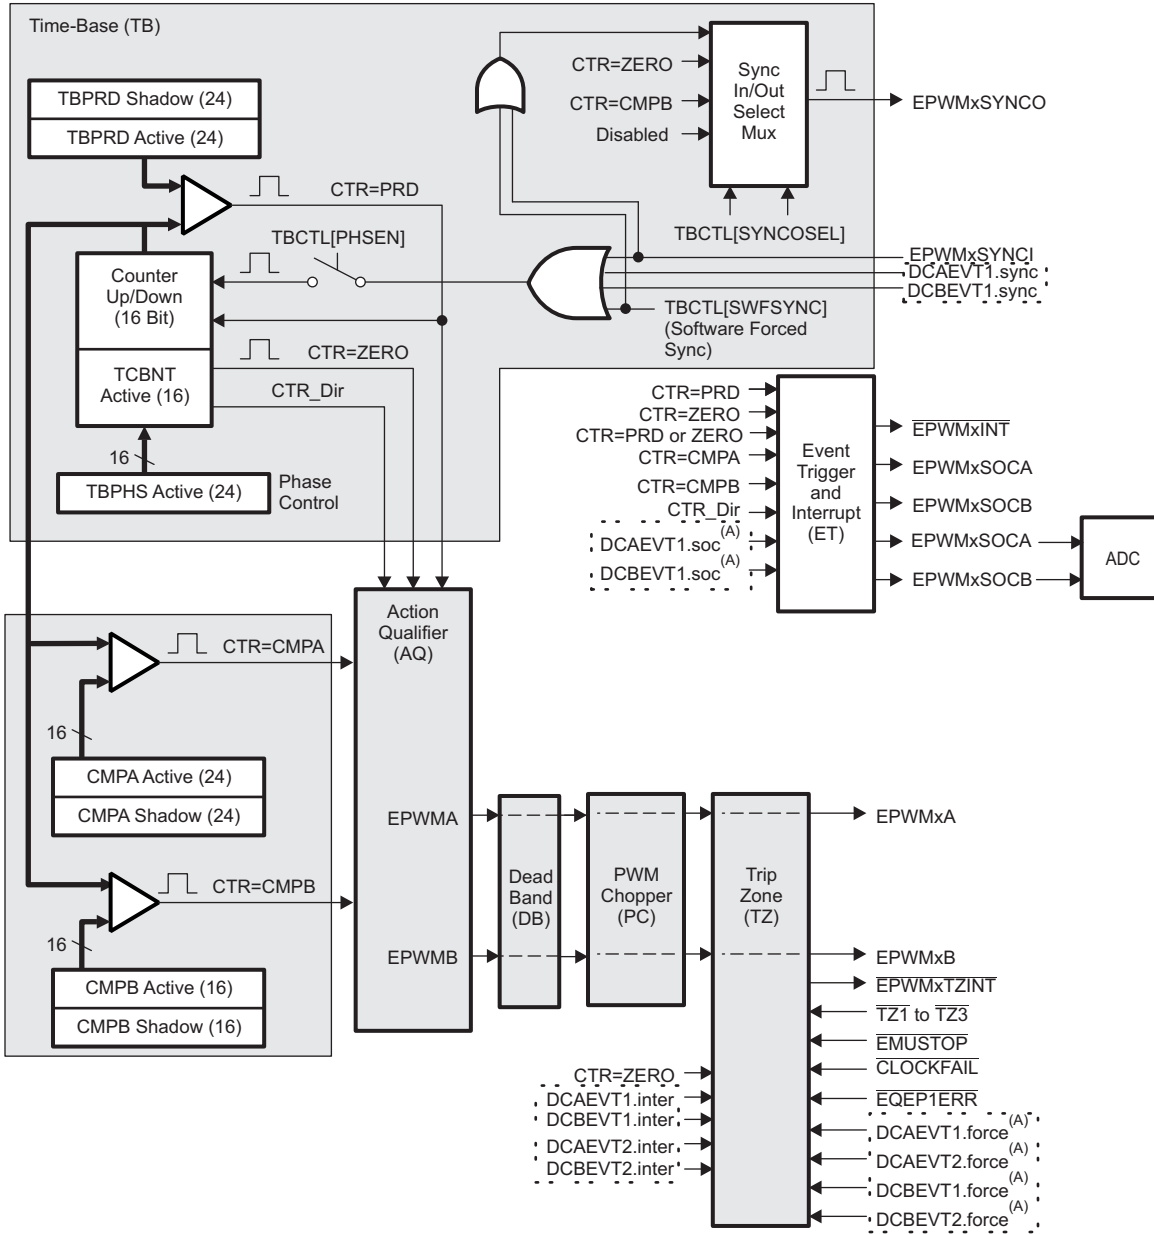 Time-Base (TB)
TBPRD Shadow (24)
TBPRD Active (24)
CTR=PRD
TBCTL[PHSEN]
Counter
Up/Down
(16 Bit)
TCBNT
Active (16)
CTR=ZERO
CTR_Dir
16
TBPHS Active (24)
Phase
Control
CTR=ZERO
CTR=CMPB
Disabled
Sync
In/Out
Select
Mux
EPWMxSYNCO
TBCTL[SYNCOSEL]
EPWMxSYNCI
DCAEVT1.sync
DCBEVT1.sync
TBCTL[SWFSYNC]
(Software Forced
Sync)
CTR=PRD
CTR=ZERO
CTR=PRD or ZERO
CTR=CMPA
CTR=CMPB
CTR_Dir
DCAEVT1.soc(A)
DCBEVT1.soc(A)
Event
Trigger
and
Interrupt
(ET)
EPWMxINT
EPWMxSOCA
EPWMxSOCB
EPWMxSOCA
EPWMxSOCB
ADC
Action
Qualifier
(AQ)
CTR=CMPA
16
CMPA Active (24)
CMPA Shadow (24)
CTR=CMPB
16
CMPB Active (16)
CMPB Shadow (16)
EPWMA
EPWMB
Dead
Band
(DB)
PWM
Chopper
(PC)
Trip
Zone
(TZ)
EPWMxA
EPWMxB
EPWMxTZINT
TZ1 to TZ3
EMUSTOP
CLOCKFAIL
EQEP1ERR
DCAEVT1.force(A)
DCAEVT2.force(A)
DCBEVT1.force(A)
DCBEVT2.force(A)
CTR=ZERO
DCAEVT1.inter
DCBEVT1.inter
DCAEVT2.inter
DCBEVT2.inter